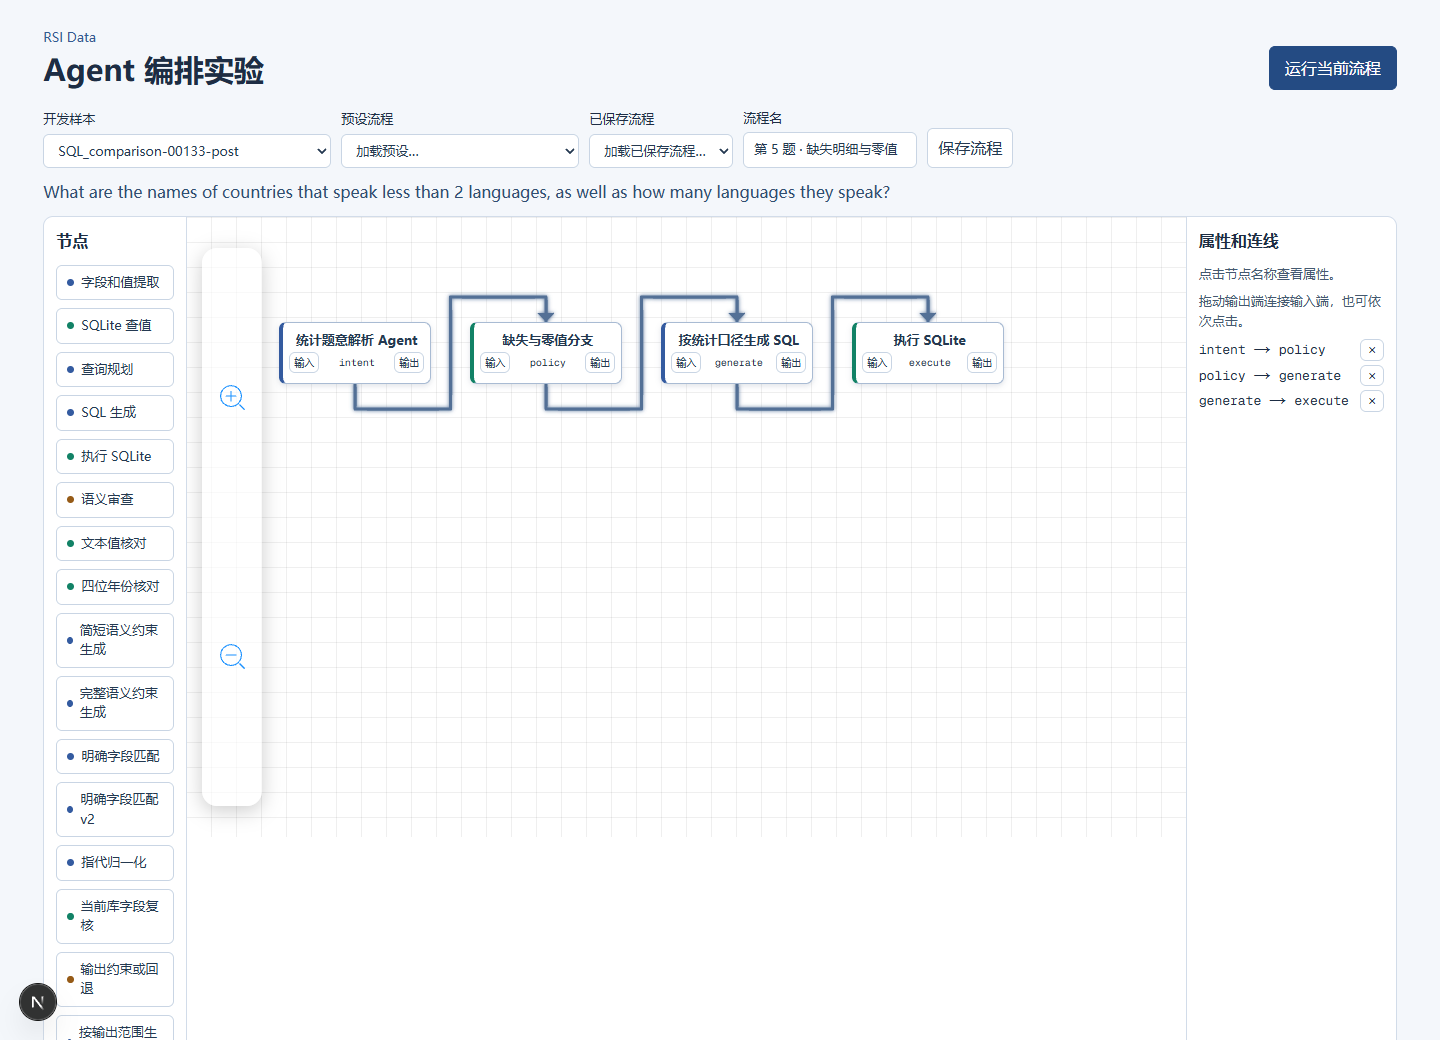 RSI Data
Agent 编排实验
运行当前流程
开发样本
预设流程
已保存流程
流程名
SQL_comparison-00133-post
加载预设...
加载已保存流程...
第 5 题 · 缺失明细与零值
保存流程
What are the names of countries that speak less than 2 languages, as well as how many languages they speak?
节点
字段和值提取
SQLite 查值
查询规划
SQL 生成
执行 SQLite
语义审查
文本值核对
四位年份核对
简短语义约束
生成
完整语义约束
生成
明确字段匹配
明确字段匹配
v2
指代归一化
当前库字段复
核
输出约束或回
退
按输出范围生
统计题意解析 Agent
输入 intent 输出
缺失与零值分支
输入 policy 输出
按统计口径生成 SQL
输入 generate 输出
执行 SQLite
输入 execute 输出
属性和连线
点击节点名称查看属性。
拖动输出端连接输入端，也可依
次点击。
intent → policy ×
policy → generate ×
generate → execute ×
N